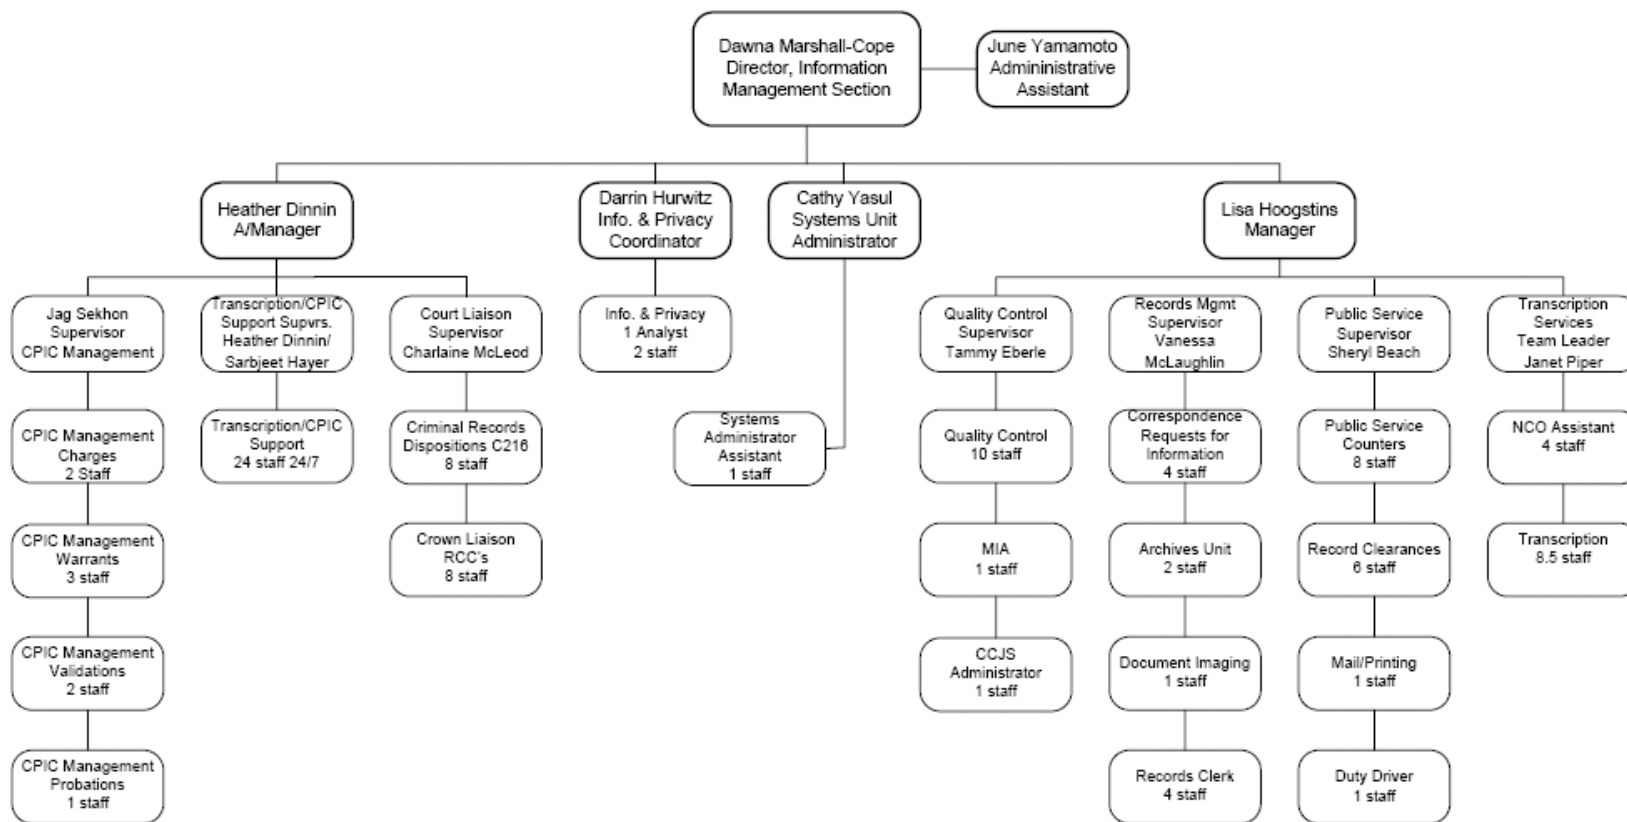 Dawna Marshall-Cope
Director, Information
Management Section
June Yamamoto
Admininistrative
Assistant
Heather Dinnin
A/Manager
Darrin Hurwitz
Info. & Privacy
Coordinator
Cathy Yasul
Systems Unit
Administrator
Lisa Hoogstins
Manager
Jag Sekhon
Supervisor
CPIC Management
Transcription/CPIC
Support Supvrs.
Heather Dinnin/
Sarbjeet Hayer
Court Liaison
Supervisor
Charlaine McLeod
Info. & Privacy
1 Analyst
2 staff
Quality Control
Supervisor
Tammy Eberle
Records Mgmt
Supervisor
Vanessa
McLaughlin
Public Service
Supervisor
Sheryl Beach
Transcription
Services
Team Leader
Janet Piper
CPIC Management
Charges
2 Staff
Transcription/CPIC
Support
24 staff 24/7
Criminal Records
Dispositions C216
8 staff
Systems
Administrator
Assistant
1 staff
Quality Control
10 staff
Correspondence
Requests for
Information
4 staff
Public Service
Counters
8 staff
NCO Assistant
4 staff
CPIC Management
Warrants
3 staff
Crown Liaison
RCC's
8 staff
MIA
1 staff
Archives Unit
2 staff
Record Clearances
6 staff
Transcription
8.5 staff
CPIC Management
Validations
2 staff
CCJS
Administrator
1 staff
Document Imaging
1 staff
Mail/Printing
1 staff
CPIC Management
Probations
1 staff
Records Clerk
4 staff
Duty Driver
1 staff